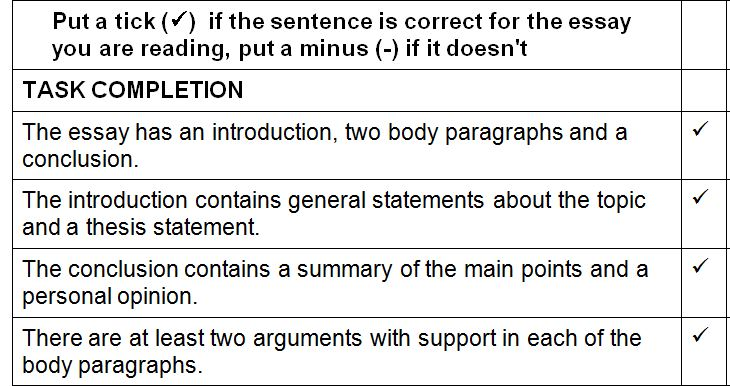 Put a tick (✓) if the sentence is correct for the essay
you are reading, put a minus (-) if it doesn't
TASK COMPLETION
The essay has an introduction, two body paragraphs and a ✓
conclusion.
The introduction contains general statements about the topic ✓
and a thesis statement.
The conclusion contains a summary of the main points and a ✓
personal opinion.
There are at least two arguments with support in each of the ✓
body paragraphs.